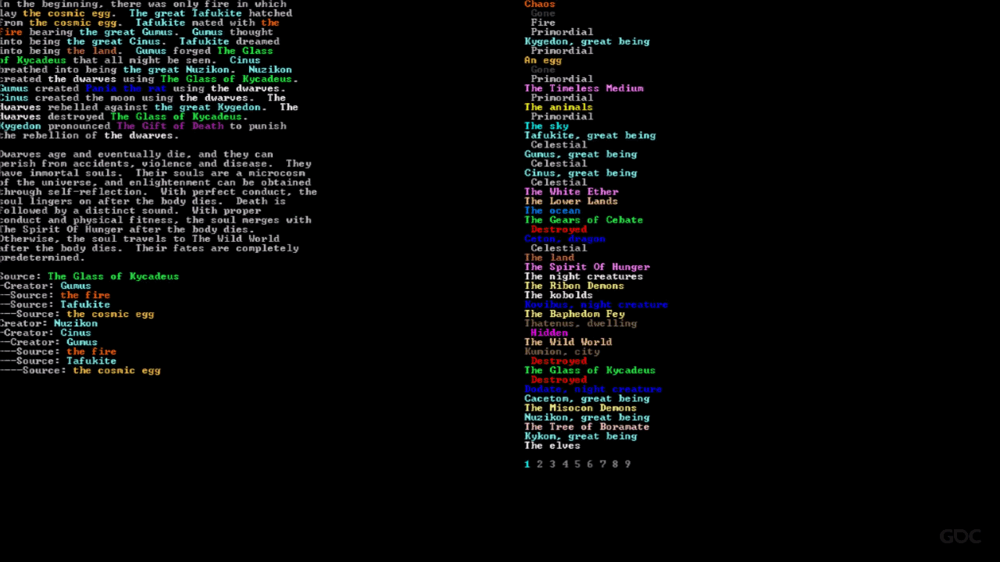 In the beginning, there was only fire in which
lay the cosmic egg. The great Tafukite hatched
from the cosmic egg. Tafukite mated with the
fire bearing the great Gumus. Gumus thought
into being the great Cinus. Tafukite dreamed
into being the land. Gumus forged The Glass
of Kycadeus that all might be seen. Cinus
breathed into being the great Nuzikon. Nuzikon
created the dwarves using The Glass of Kycadeus.
Gumus created Pania the rat using the dwarves.
Cinus created the moon using the dwarves. The
dwarves rebelled against the great Kygedon. The
dwarves destroyed The Glass of Kycadeus.
Kygedon pronounced The Gift of Death to punish
the rebellion of the dwarves.
Dwarves age and eventually die, and they can
perish from accidents, violence and disease. They
have immortal souls. Their souls are a microcosm
of the universe, and enlightenment can be obtained
through self-reflection. With perfect conduct, the
soul lingers on after the body dies. Death is
followed by a distinct sound. With proper
conduct and physical fitness, the soul merges with
The Spirit Of Hunger after the body dies.
Otherwise, the soul travels to The Wild World
after the body dies. Their fates are completely
predetermined.
Source: The Glass of Kycadeus
-Creator: Gumus
--Source: the fire
--Source: Tafukite
---Source: the cosmic egg
Creator: Nuzikon
-Creator: Cinus
--Creator: Gumus
---Source: the fire
---Source: Tafukite
----Source: the cosmic egg
Chaos
Gone
Fire
Primordial
Kygedon, great being
Primordial
An egg
Gone
Primordial
The Timeless Medium
Primordial
The animals
Primordial
The sky
Tafukite, great being
Celestial
Gumus, great being
Celestial
Cinus, great being
Celestial
The White Ether
The Lower Lands
The ocean
The Gears of Cebate
Destroyed
Ceton, dragon
Celestial
The land
The Spirit Of Hunger
The night creatures
The Ribon Demons
The kobolds
night creature
The Baphedom Fey
Thatenus, dwelling
Hidden
The Wild World
Kumion, city
Destroyed
The Glass of Kycadeus
Destroyed
night creature
Cacetom, great being
The Misocon Demons
Nuzikon, great being
The Tree of Boramate
Kykom, great being
The elves
1 2 3 4 5 6 7 8 9
GDC